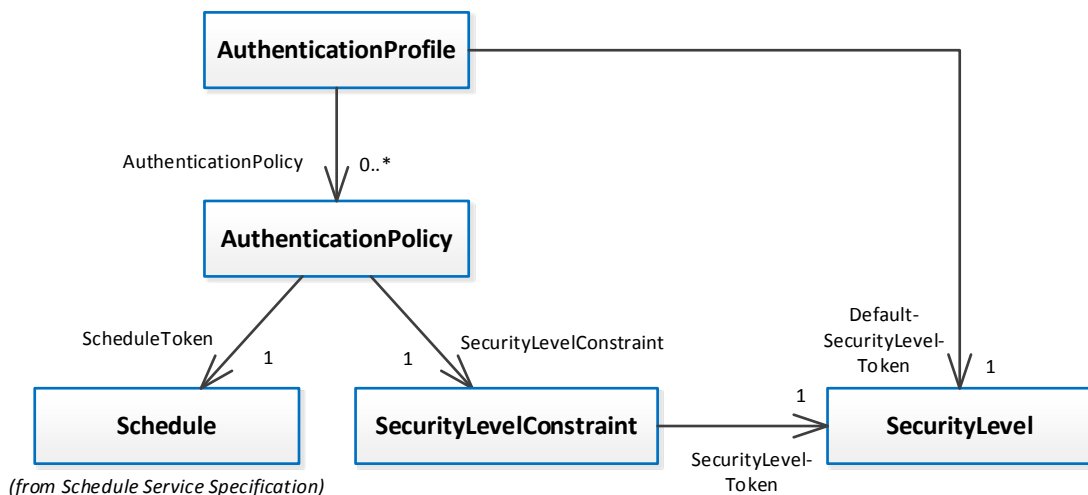 AuthenticationProfile
AuthenticationPolicy
0..*
AuthenticationPolicy
ScheduleToken
1
1
SecurityLevelConstraint
Default-
SecurityLevel-
Token
1
Schedule
SecurityLevelConstraint
1
SecurityLevel-
Token
SecurityLevel
(from Schedule Service Specification)